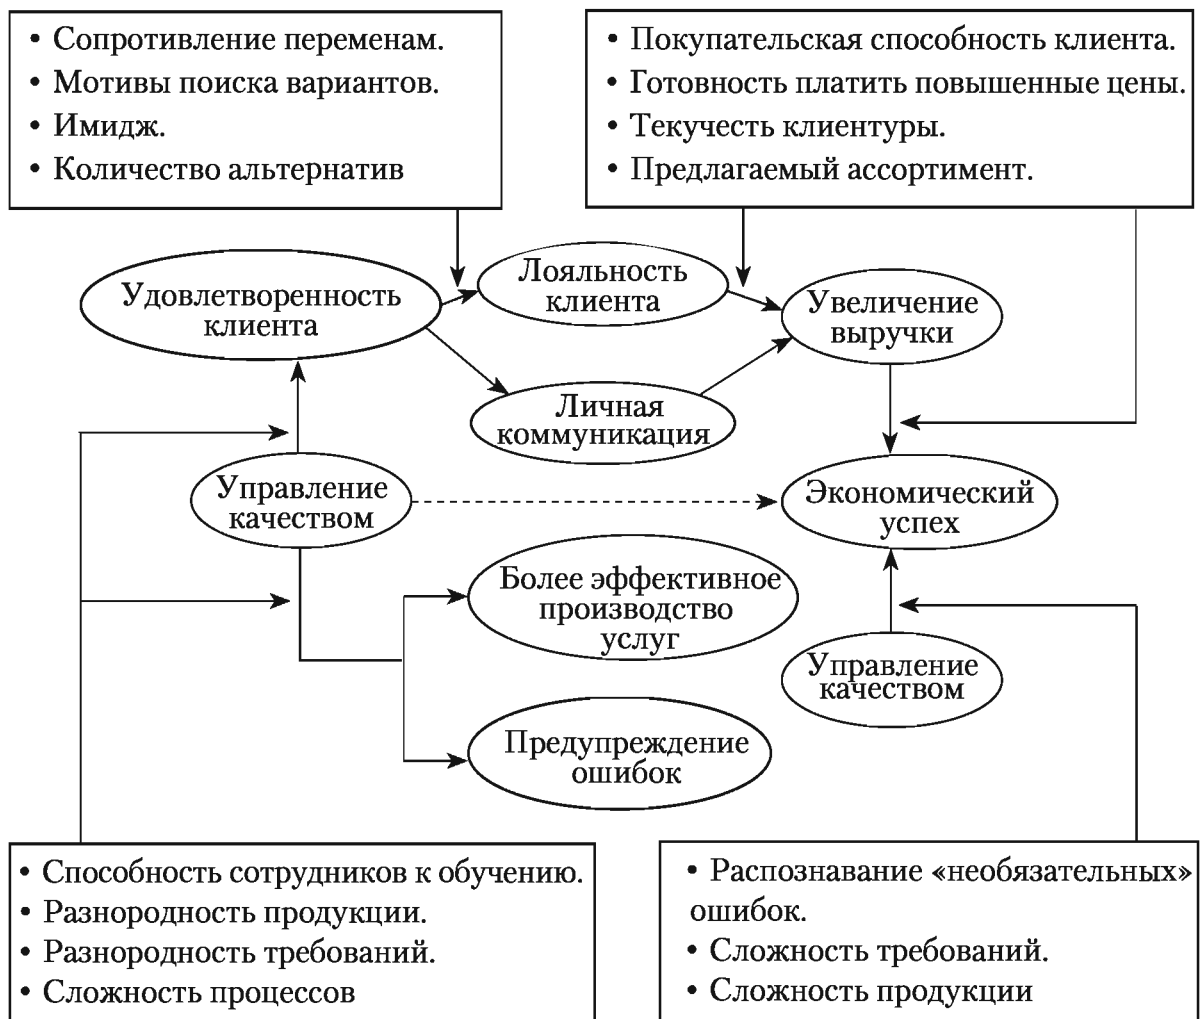 • Сопротивление переменам.
• Мотивы поиска вариантов.
• Имидж.
• Количество альтернатив
• Покупательская способность клиента.
• Готовность платить повышенные цены.
• Текучесть клиентуры.
• Предлагаемый ассортимент.
Удовлетворенность
клиента
Лояльность
клиента
Увеличение
выручки
Личная
коммуникация
Управление
качеством
Экономический
успех
Более эффективное
производство
услуг
Управление
качеством
Предупреждение
ошибок
• Способность сотрудников к обучению.
• Разнородность продукции.
• Разнородность требований.
• Сложность процессов
• Распознавание «необязательных»
ошибок.
• Сложность требований.
• Сложность продукции